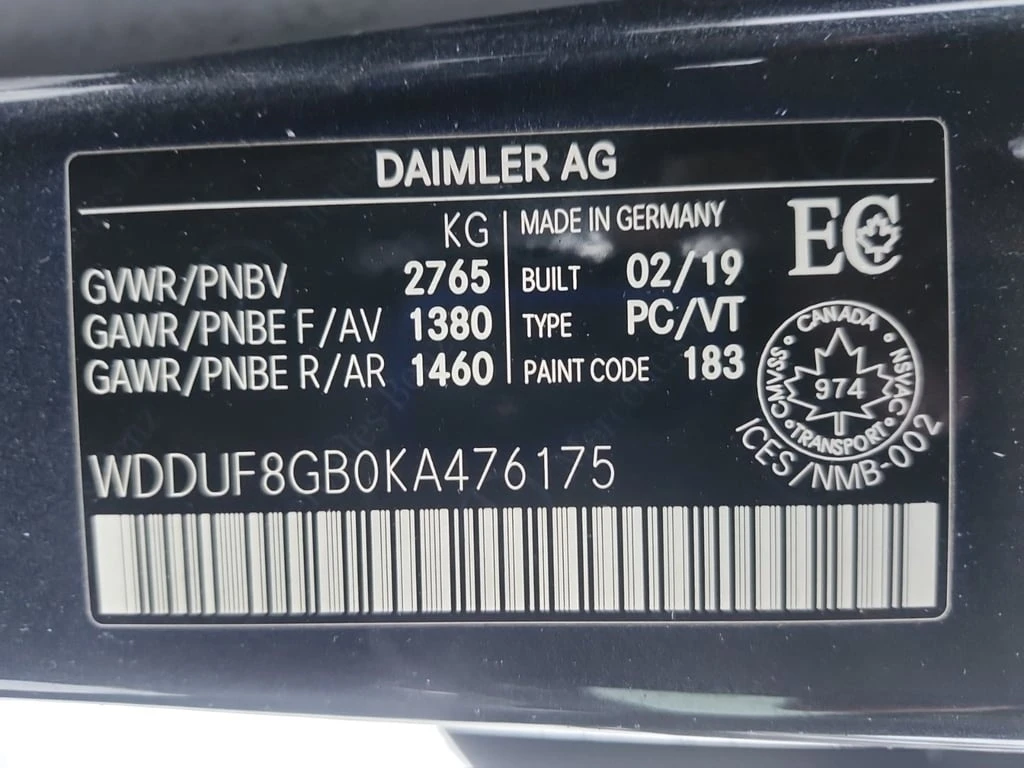 DAIMLER AG
KG
GVWR/PNBV 2765
GAWR/PNBE F/AV 1380
GAWR/PNBE R/AR 1460
MADE IN GERMANY
BUILT 02/19
TYPE PC/VT
PAINT CODE 183
EC
CANADA
CMVSS 974 NSVAC
TRANSPORT
ICES/NMB-002
WDDUF8GB0KA476175